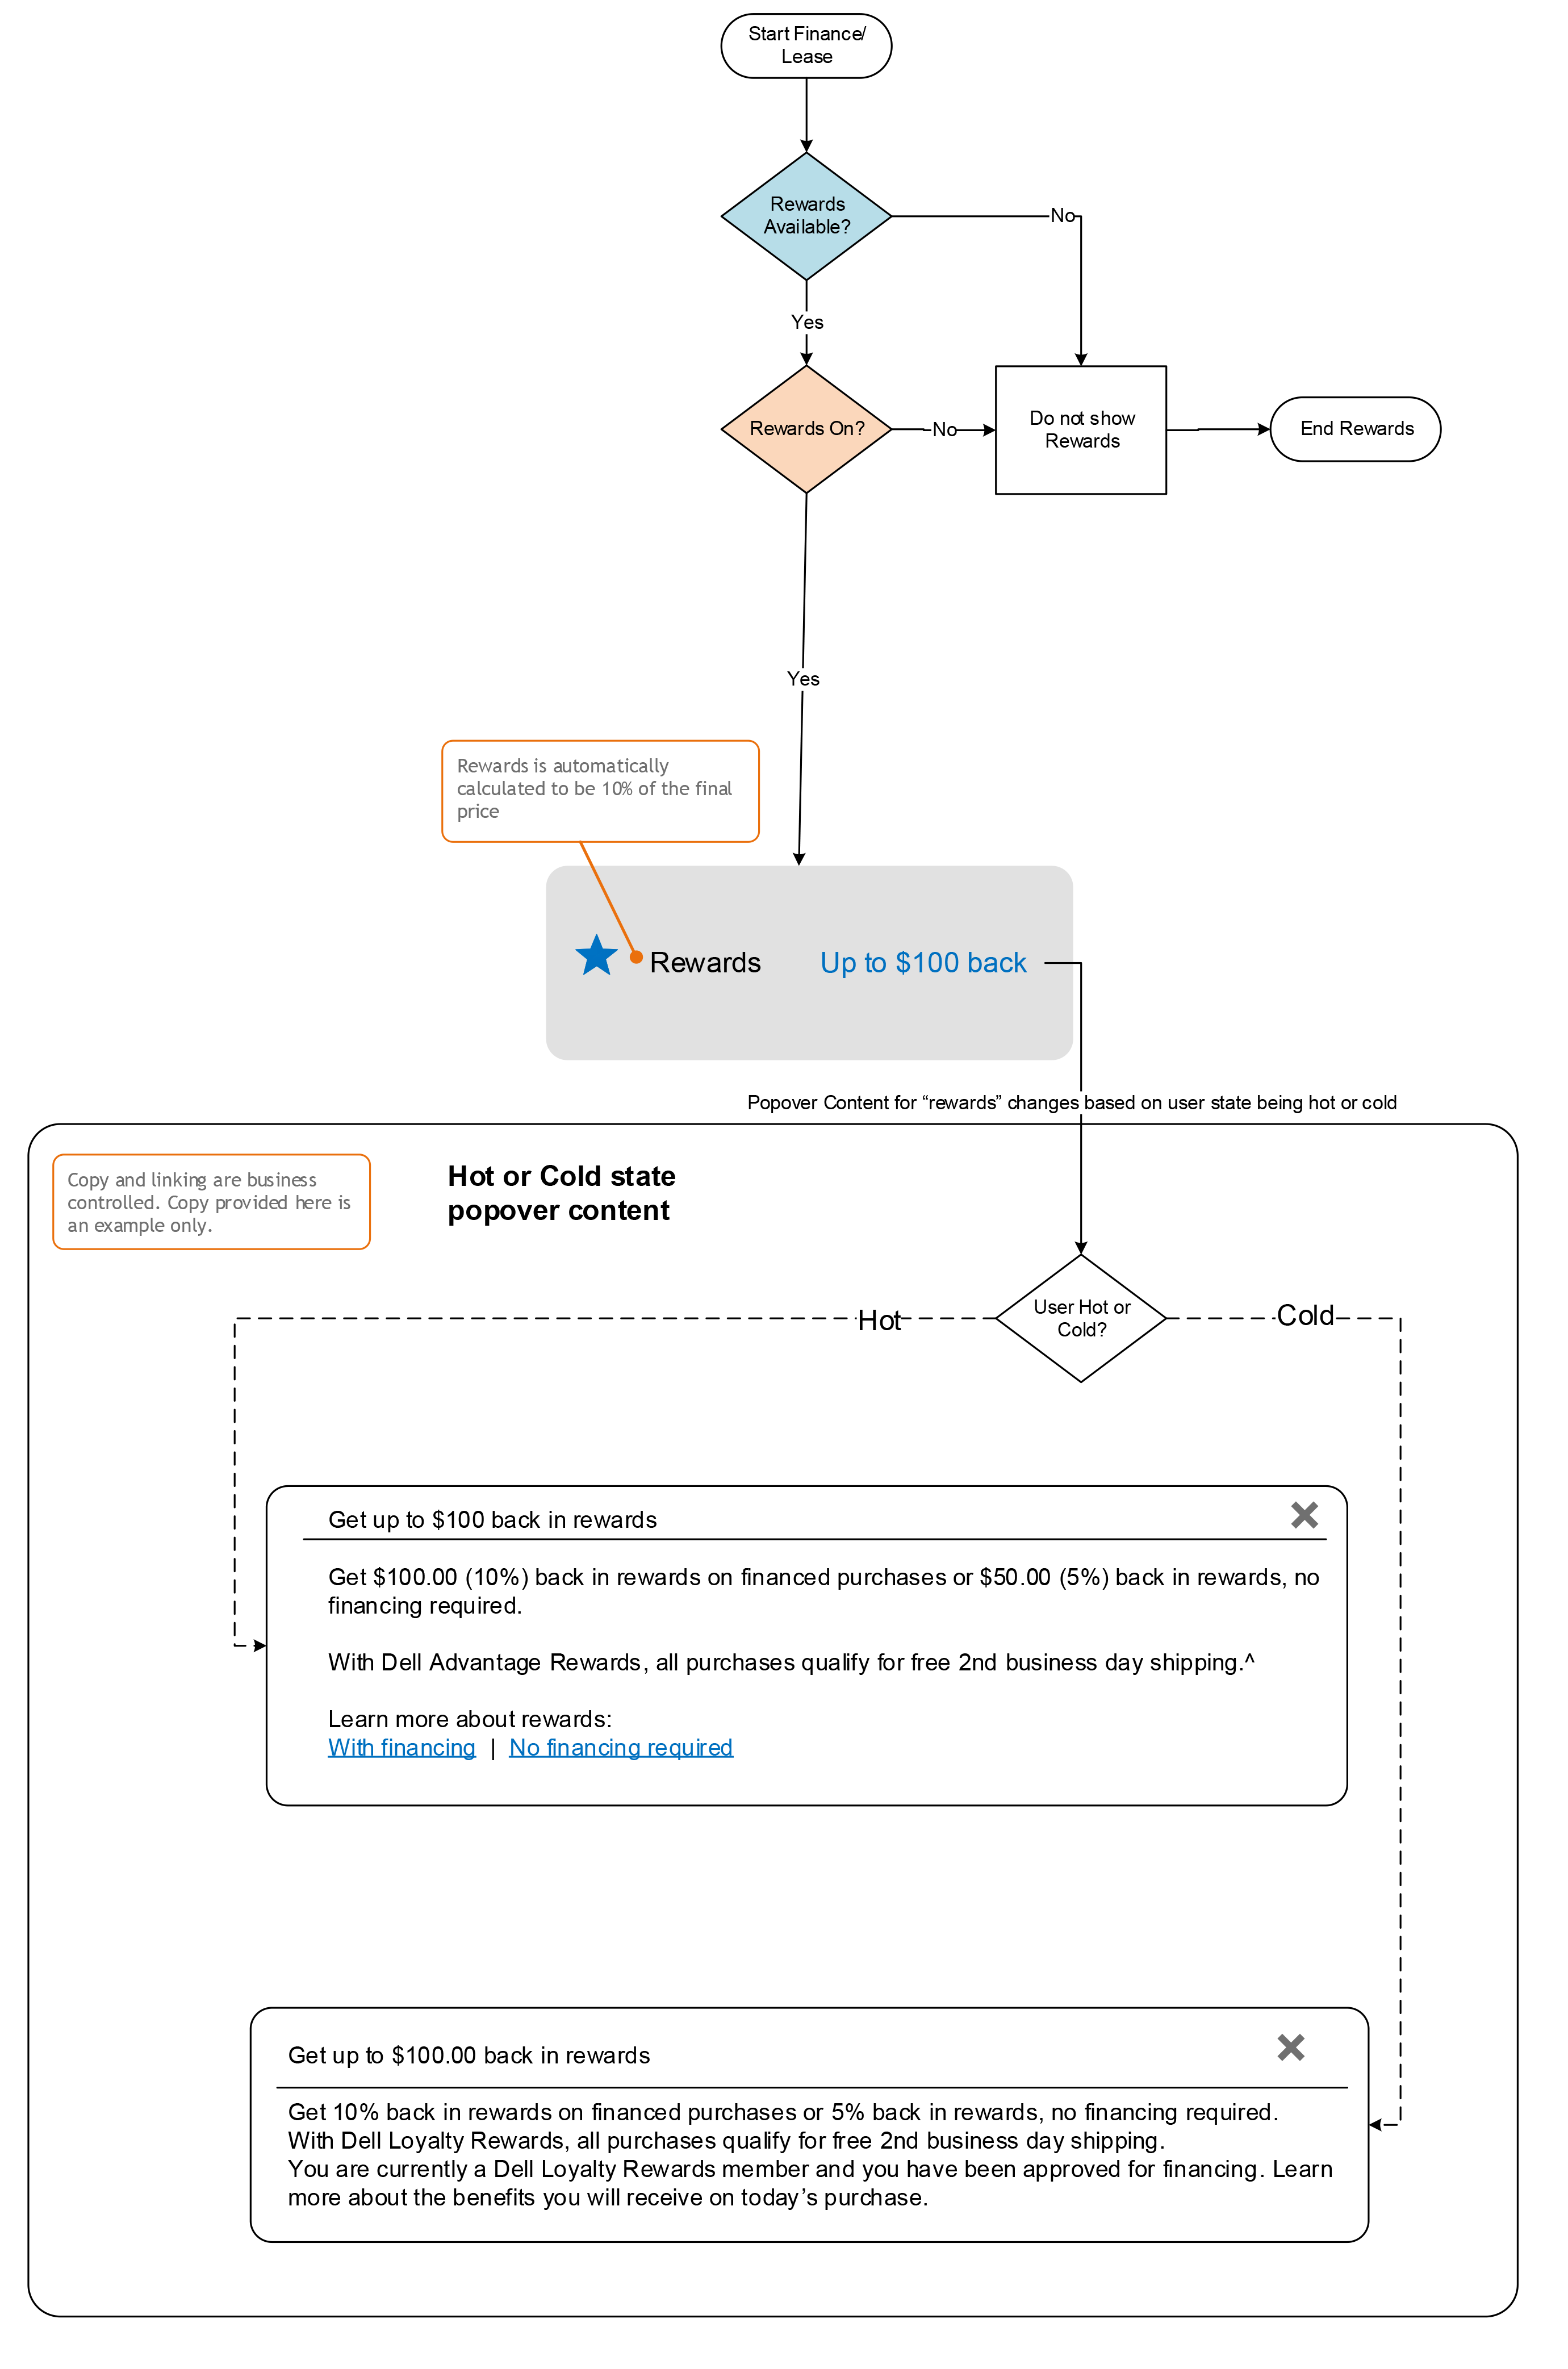 Start Finance/
Lease
Rewards
Available?
No
Yes
Rewards On?
No
Do not show
Rewards
End Rewards
Yes
Rewards is automatically
calculated to be 10% of the final
price
Rewards
Up to $100 back
Popover Content for “rewards” changes based on user state being hot or cold
Copy and linking are business
controlled. Copy provided here is
an example only.
Hot or Cold state
popover content
User Hot or
Cold?
Hot
Cold
Get up to $100 back in rewards
Get $100.00 (10%) back in rewards on financed purchases or $50.00 (5%) back in rewards, no
financing required.
With Dell Advantage Rewards, all purchases qualify for free 2nd business day shipping.^
Learn more about rewards:
With financing | No financing required
Get up to $100.00 back in rewards
Get 10% back in rewards on financed purchases or 5% back in rewards, no financing required.
With Dell Loyalty Rewards, all purchases qualify for free 2nd business day shipping.
You are currently a Dell Loyalty Rewards member and you have been approved for financing. Learn
more about the benefits you will receive on today’s purchase.